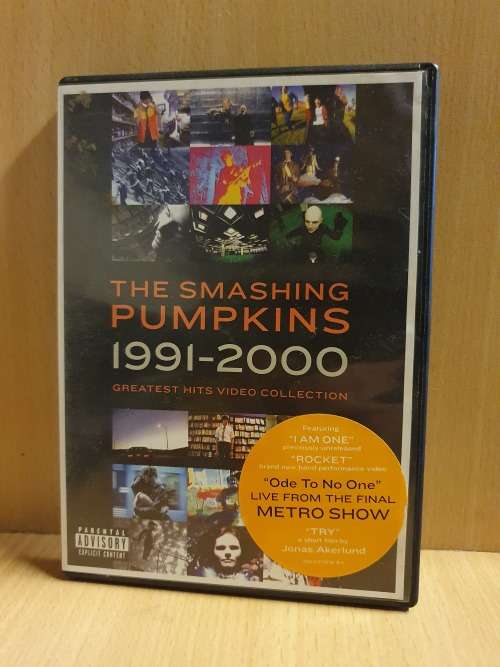 THE SMASHING
PUMPKINS
1991-2000
GREATEST HITS VIDEO COLLECTION
Featuring
"I AM ONE"
previously unreleased
"ROCKET"
brand new band performance video
"Ode To No One"
LIVE FROM THE FINAL
METRO SHOW
"TRY"
a short film by
Jonas Akerlund
PARENTAL
ADVISORY
EXPLICIT CONTENT